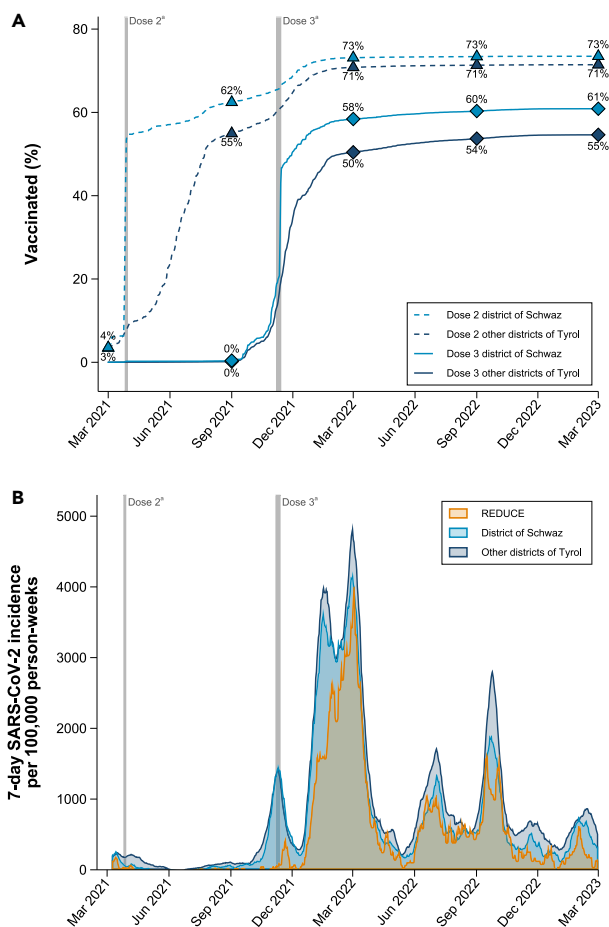 A
Dose 2ᵃ
Dose 3ᵃ
Vaccinated (%)
80
60
40
20
0
4%
3%
62%
55%
0%
0%
73%
71%
73%
71%
73%
71%
58%
50%
60%
54%
61%
55%
Dose 2 district of Schwaz
Dose 2 other districts of Tyrol
Dose 3 district of Schwaz
Dose 3 other districts of Tyrol
Mar 2021
Jun 2021
Sep 2021
Dec 2021
Mar 2022
Jun 2022
Sep 2022
Dec 2022
Mar 2023
B
Dose 2ᵃ
Dose 3ᵃ
7-day SARS-CoV-2 incidence
per 100,000 person-weeks
5000
4000
3000
2000
1000
0
REDUCE
District of Schwaz
Other districts of Tyrol
Mar 2021
Jun 2021
Sep 2021
Dec 2021
Mar 2022
Jun 2022
Sep 2022
Dec 2022
Mar 2023